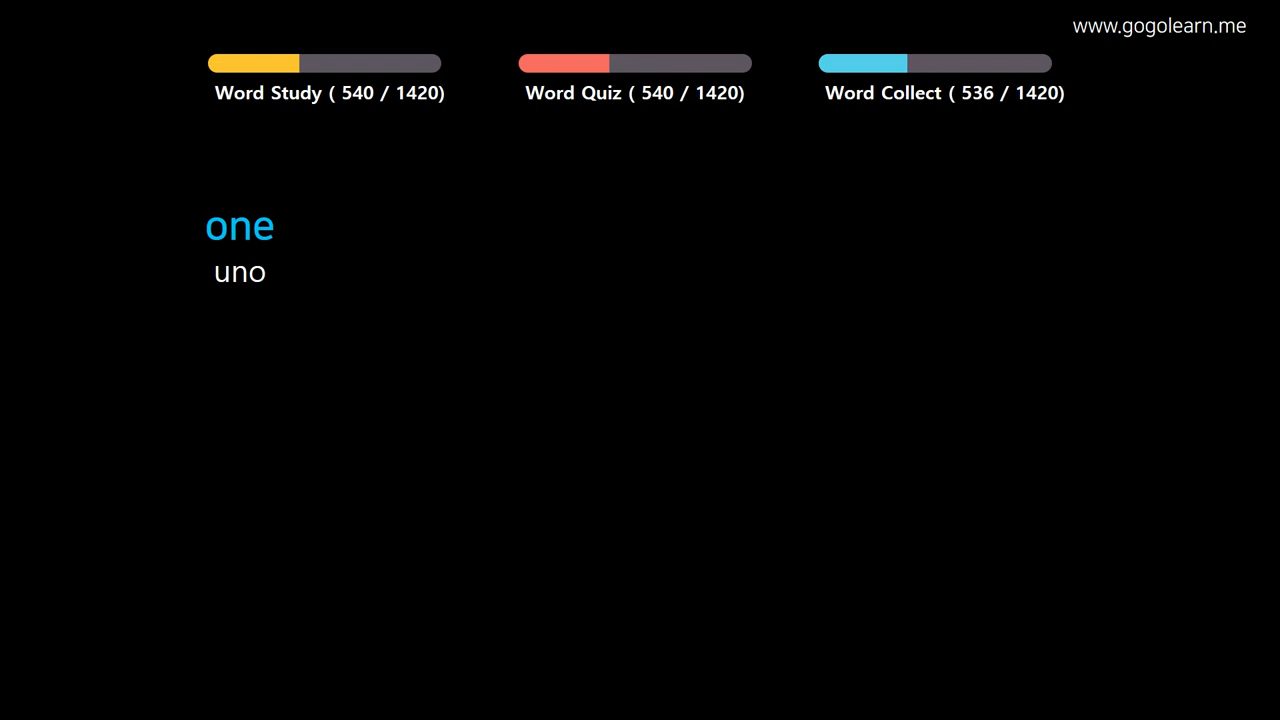 www.gogolearn.me
Word Study ( 540 / 1420)
Word Quiz ( 540 / 1420)
Word Collect ( 536 / 1420)
one
uno